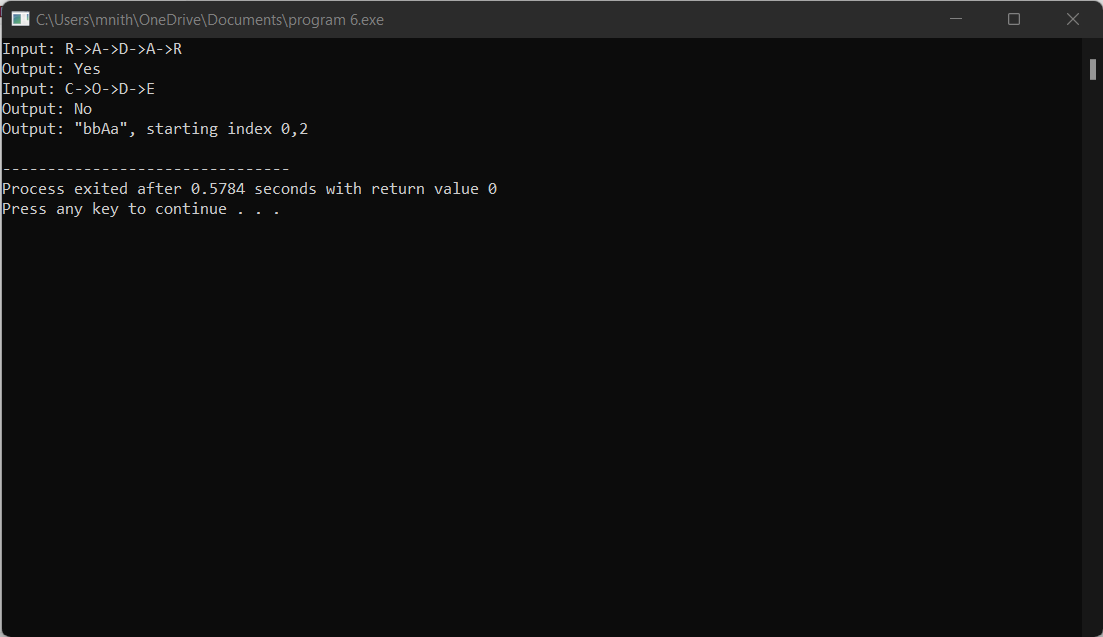 C:\Users\mnith\OneDrive\Documents\program 6.exe
Input: R->A->D->A->R
Output: Yes
Input: C->O->D->E
Output: No
Output: "bbAa", starting index 0,2
--------------------------------
Process exited after 0.5784 seconds with return value 0
Press any key to continue . . .